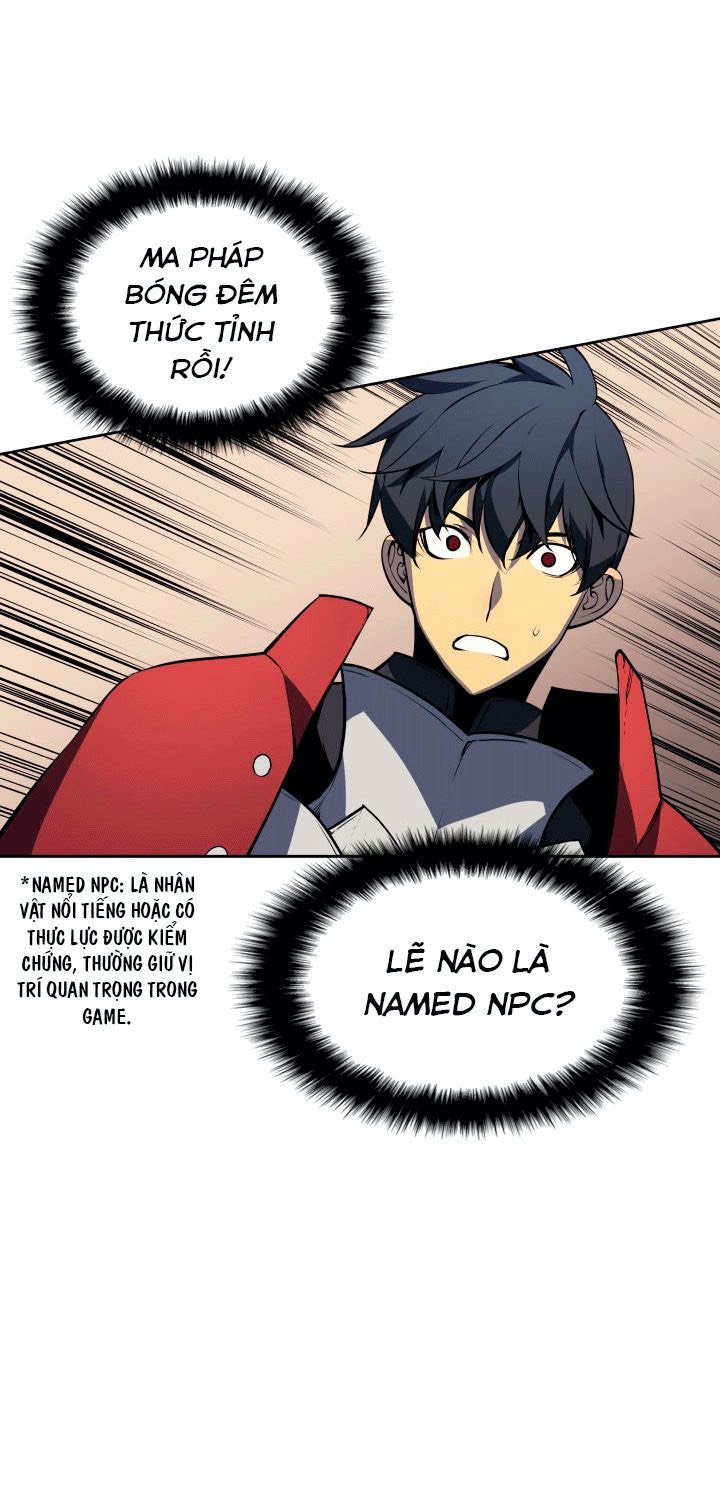 MA PHÁP
BÓNG ĐÊM
THỨC TỈNH
RỒI!
*NAMED NPC: LÀ NHÂN
VẬT NỔI TIẾNG HOẶC CÓ
THỰC LỰC ĐƯỢC KIỂM
CHỨNG, THƯỜNG GIỮ VỊ
TRÍ QUAN TRỌNG TRONG
GAME.
LẼ NÀO LÀ
NAMED NPC?